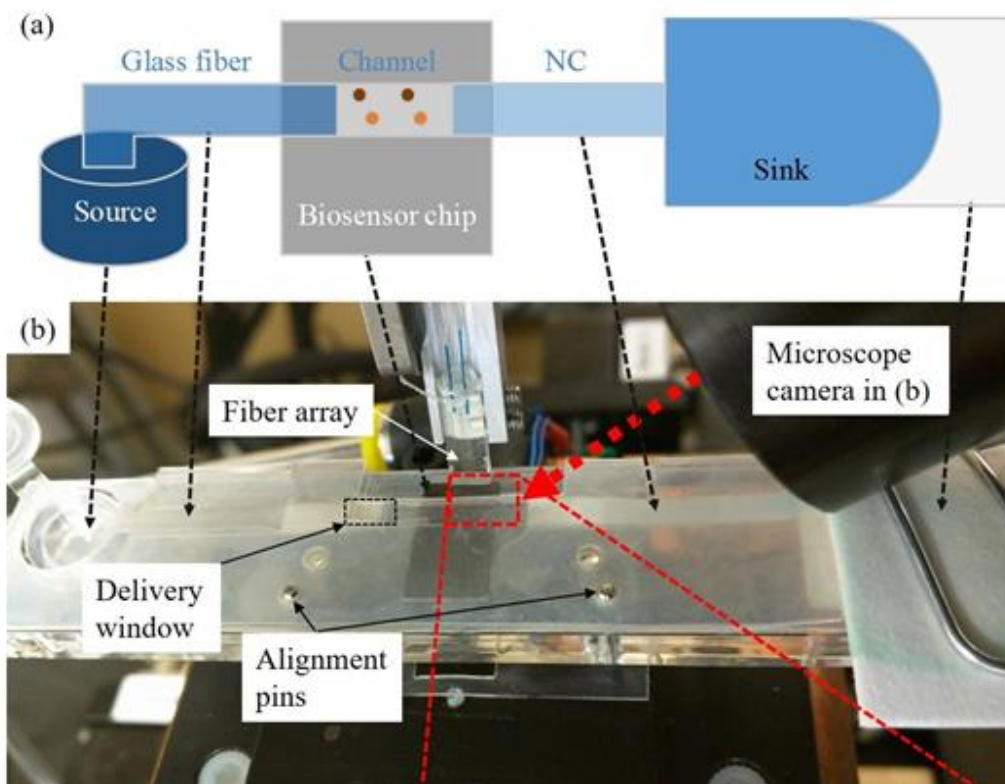 (a)
Glass fiber
Channel
NC
Source
Biosensor chip
Sink
(b)
Microscope
camera in (b)
Fiber array
Delivery
window
Alignment
pins